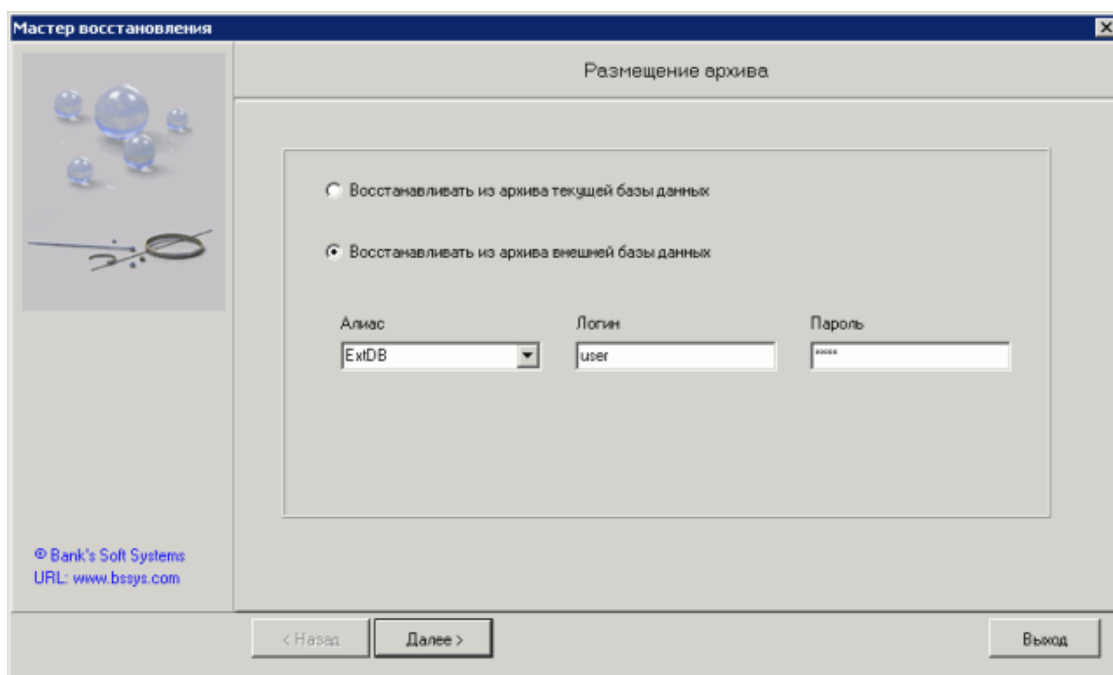 Мастер восстановления
Размещение архива
Восстанавливать из архива текущей базы данных
Восстанавливать из архива внешней базы данных
Алиас Логин Пароль
ExtDB user *****
© Bank's Soft Systems
URL: www.bssys.com
< Назад Далее > Выход